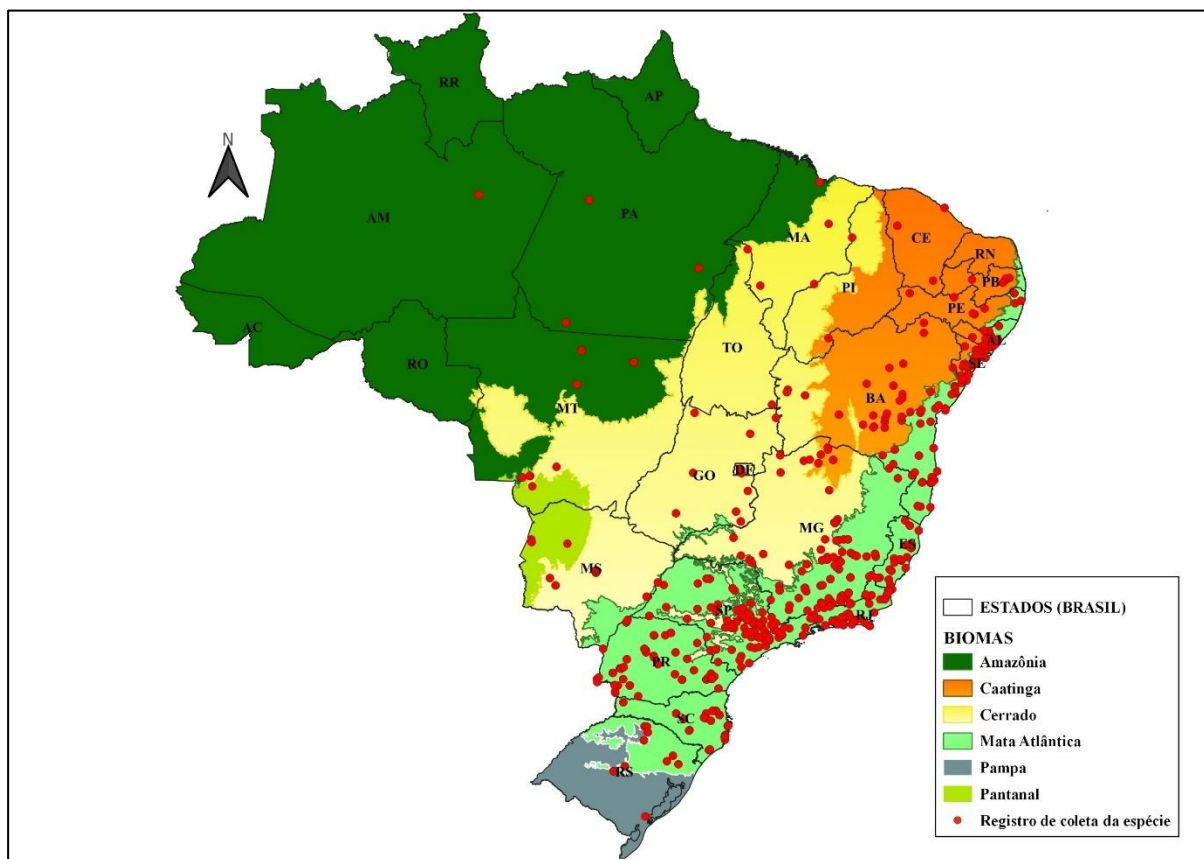 N
RR
AP
AM
PA
MA
CE
RN
PB
PI
PE
AC
AL
TO
SE
RO
BA
MT
GO
DF
MG
ES
MS
SP
RJ
PR
SC
RS
ESTADOS (BRASIL)
BIOMAS
Amazônia
Caatinga
Cerrado
Mata Atlântica
Pampa
Pantanal
Registro de coleta da espécie